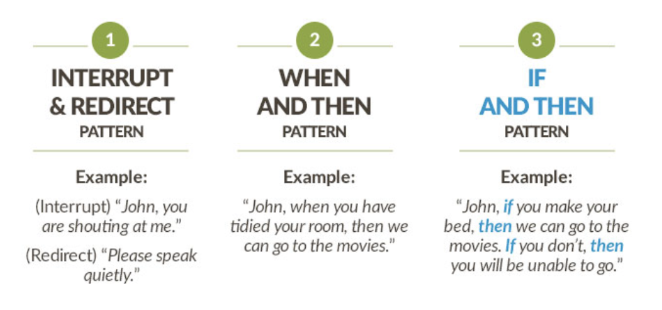 1
INTERRUPT
& REDIRECT
PATTERN
Example:
(Interrupt) “John, you
are shouting at me.”
(Redirect) “Please speak
quietly.”
2
WHEN
AND THEN
PATTERN
Example:
“John, when you have
tidied your room, then we
can go to the movies.”
3
IF
AND THEN
PATTERN
Example:
“John, if you make your
bed, then we can go to the
movies. If you don’t, then
you will be unable to go.”